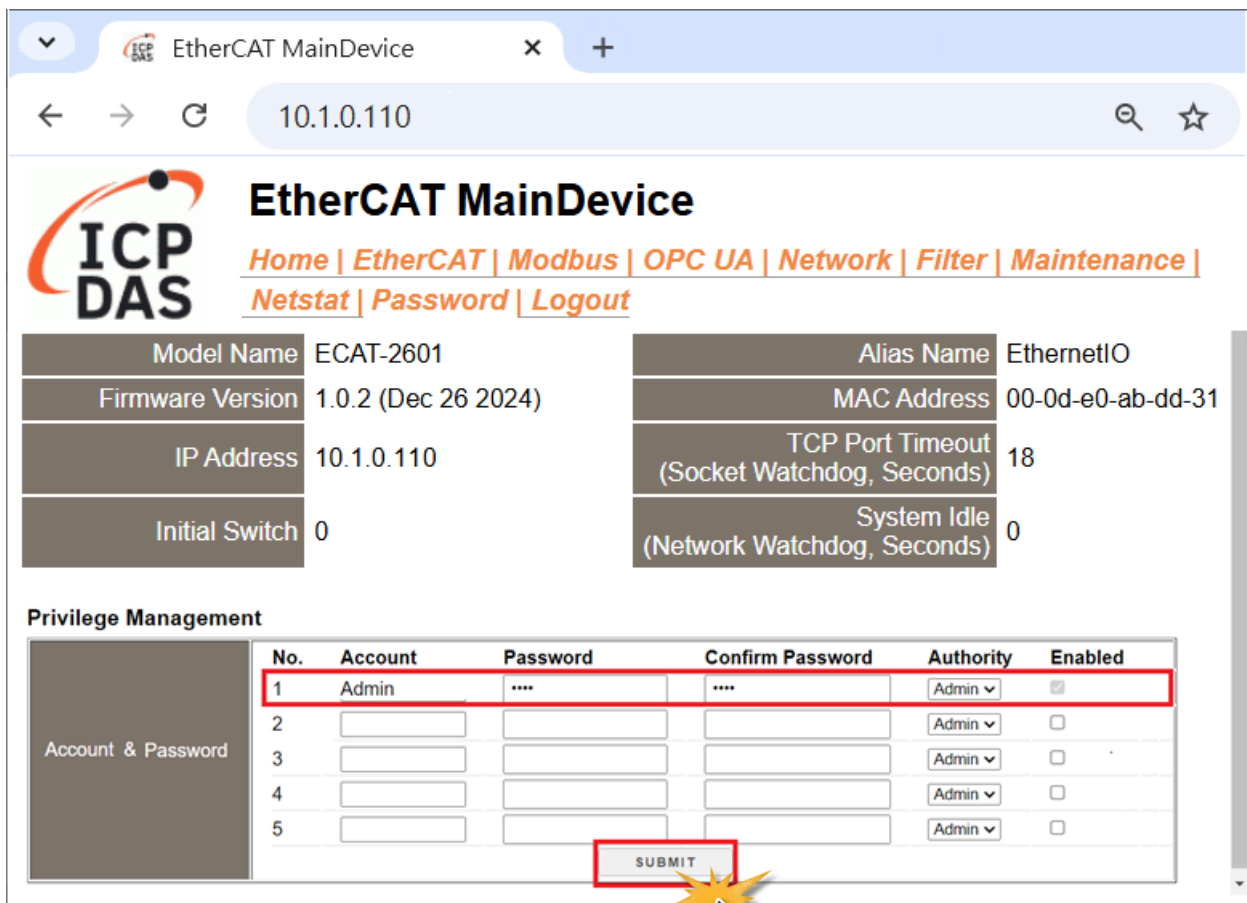 EtherCAT MainDevice
10.1.0.110
ICP DAS
EtherCAT MainDevice
Home | EtherCAT | Modbus | OPC UA | Network | Filter | Maintenance |
Netstat | Password | Logout
Model Name ECAT-2601 Alias Name EthernetIO
Firmware Version 1.0.2 (Dec 26 2024) MAC Address 00-0d-e0-ab-dd-31
IP Address 10.1.0.110 TCP Port Timeout (Socket Watchdog, Seconds) 18
Initial Switch 0 System Idle (Network Watchdog, Seconds) 0
Privilege Management
Account & Password
No. Account Password Confirm Password Authority Enabled
1 Admin •••• •••• Admin
2 Admin
3 Admin
4 Admin
5 Admin
SUBMIT